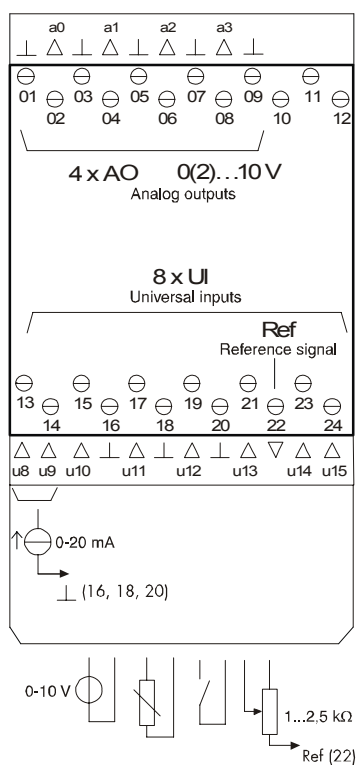 a0 a1 a2 a3
01 03 05 07 09 11
02 04 06 08 10 12
4 x AO 0(2)...10 V
Analog outputs
8 x UI
Universal inputs
Ref
Reference signal
13 15 17 19 21 23
14 16 18 20 22 24
u8 u9 u10 u11 u12 u13 u14 u15
0-20 mA
(16, 18, 20)
0-10 V
1...2,5 kΩ
Ref (22)